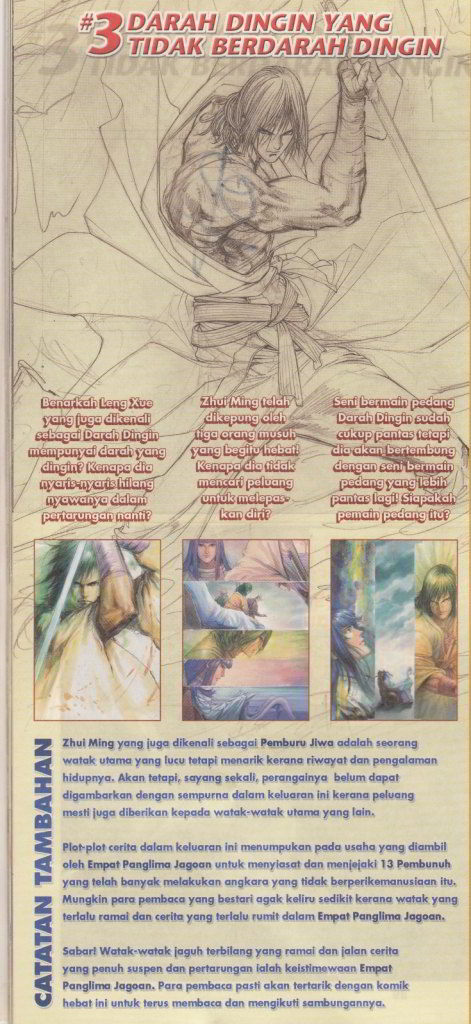 #3 DARAH DINGIN YANG
TIDAK BERDARAH DINGIN
Benarkah Leng Xue
yang juga dikenali
sebagai Darah Dingin
mempunyai darah yang
dingin? Kenapa dia
nyaris-nyaris hilang
nyawanya dalam
pertarungan nanti?
Zhui Ming telah
dikepung oleh
tiga orang musuh
yang begitu hebat!
Kenapa dia tidak
mencari peluang
untuk melepas-
kan diri?
Seni bermain pedang
Darah Dingin sudah
cukup pantas tetapi
dia akan bertembung
dengan seni bermain
pedang yang lebih
pantas lagi! Siapakah
pemain pedang itu?
CATATAN TAMBAHAN
Zhui Ming yang juga dikenali sebagai Pemburu Jiwa adalah seorang
watak utama yang lucu tetapi menarik kerana riwayat dan pengalaman
hidupnya. Akan tetapi, sayang sekali, perangainya belum dapat
digambarkan dengan sempurna dalam keluaran ini kerana peluang
mesti juga diberikan kepada watak-watak utama yang lain.
Plot-plot cerita dalam keluaran ini menumpukan pada usaha yang diambil
oleh Empat Panglima Jagoan untuk menyiasat dan menjejaki 13 Pembunuh
yang telah banyak melakukan angkara yang tidak berperikemanusiaan itu.
Mungkin para pembaca yang bestari agak keliru sedikit kerana watak yang
terlalu ramai dan cerita yang terlalu rumit dalam Empat Panglima Jagoan.
Sabar! Watak-watak jaguh terbilang yang ramai dan jalan cerita
yang penuh suspen dan pertarungan ialah keistimewaan Empat
Panglima Jagoan. Para pembaca pasti akan tertarik dengan komik
hebat ini untuk terus membaca dan mengikuti sambungannya.